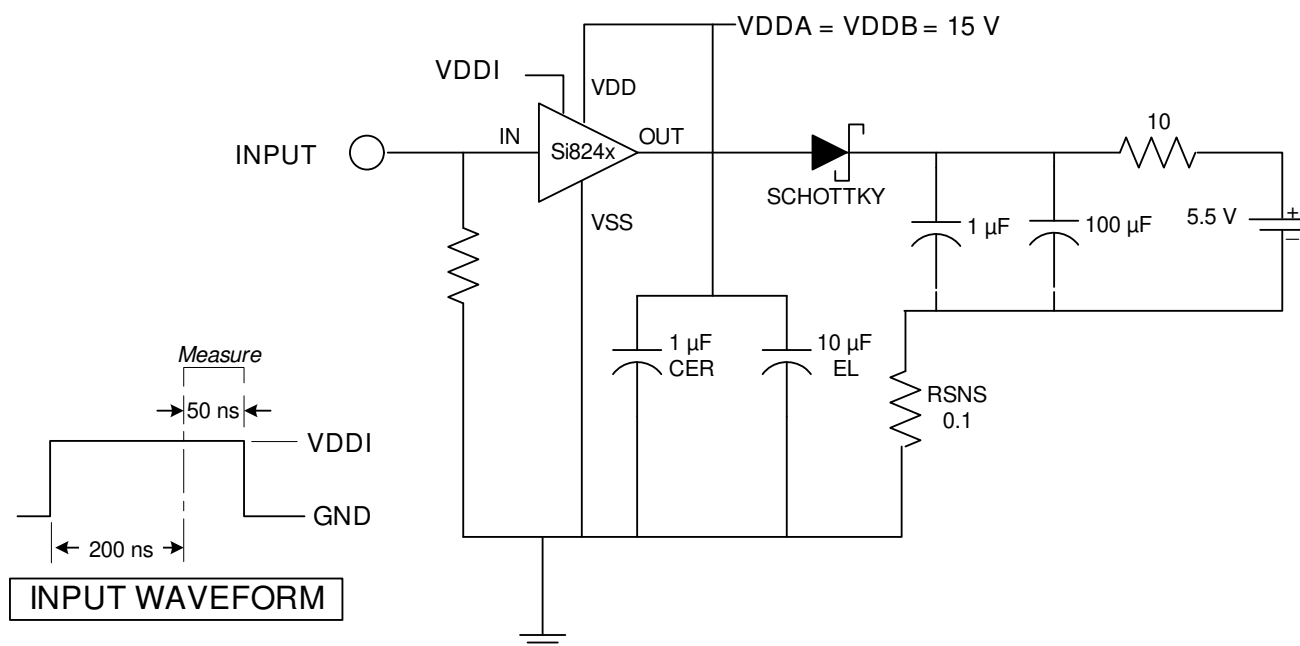 VDDA = VDDB = 15 V
VDDI
VDD
INPUT
IN
Si824x
OUT
10
SCHOTTKY
VSS
1 µF
100 µF
5.5 V
+
–
1 µF
CER
10 µF
EL
RSNS
0.1
Measure
50 ns
VDDI
GND
200 ns
INPUT WAVEFORM